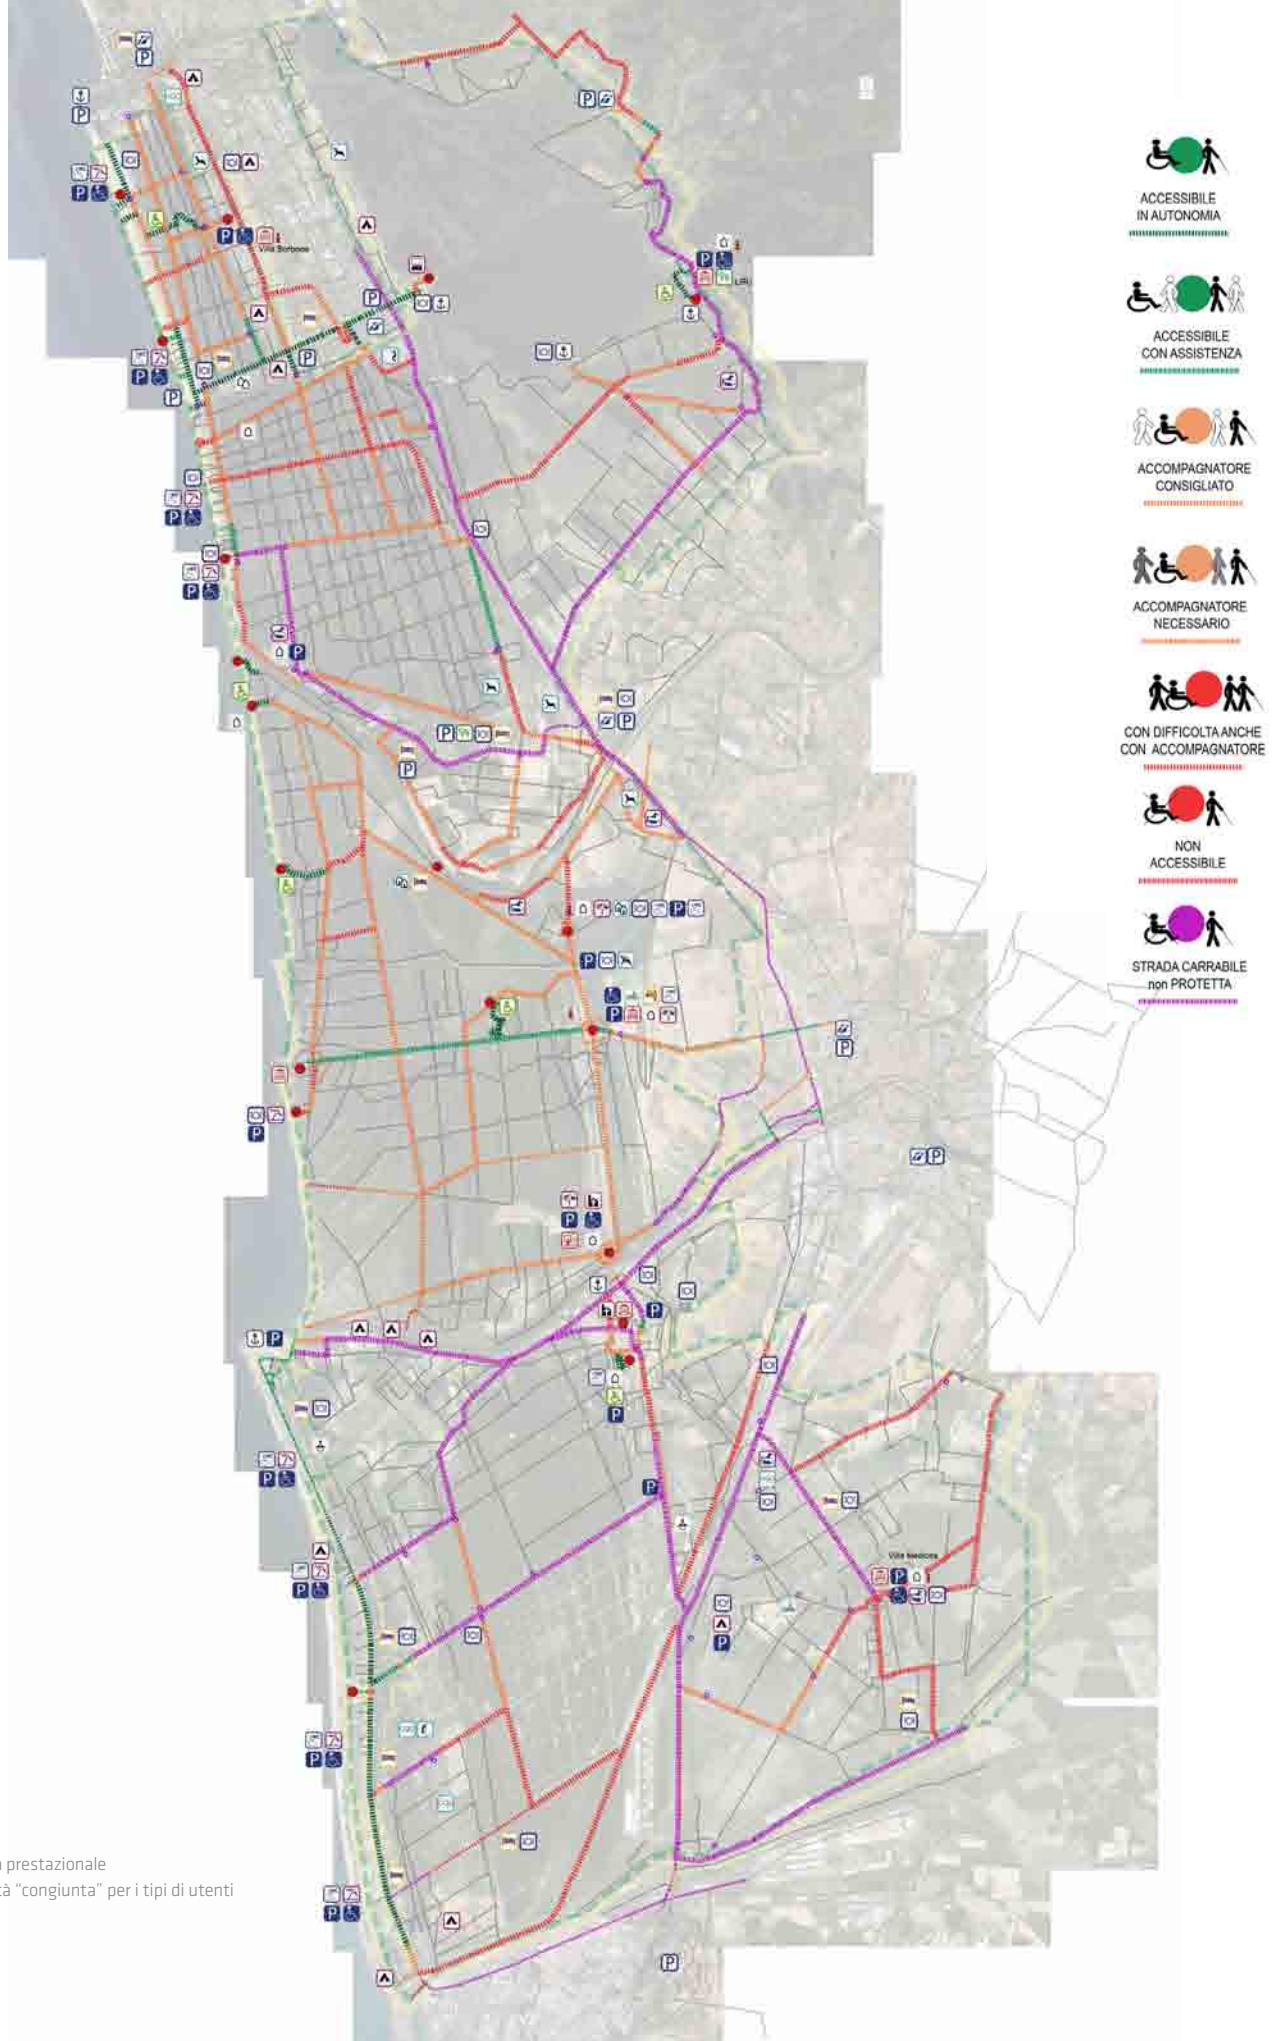 Villa Borbone
ACCESSIBILE
IN AUTONOMIA
ACCESSIBILE
CON ASSISTENZA
ACCOMPAGNATORE
CONSIGLIATO
ACCOMPAGNATORE
NECESSARIO
CON DIFFICOLTA ANCHE
CON ACCOMPAGNATORE
NON
ACCESSIBILE
STRADA CARRABILE
non PROTETTA
Villa Medicea
prestazionale
“congiunta” per i tipi di utenti